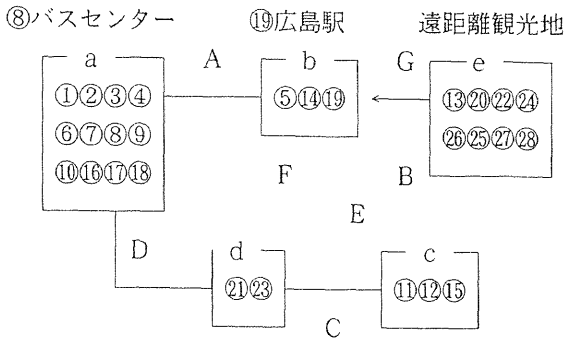 ⑧バスセンター ⑲広島駅 遠距離観光地
a A b G e
①②③④ ⑤⑭⑲ ⑬⑳㉒㉔
⑥⑦⑧⑨ ㉖㉕㉗㉘
⑩⑯⑰⑱ F B
E
D d c
㉑㉓ ⑪⑫⑮
C